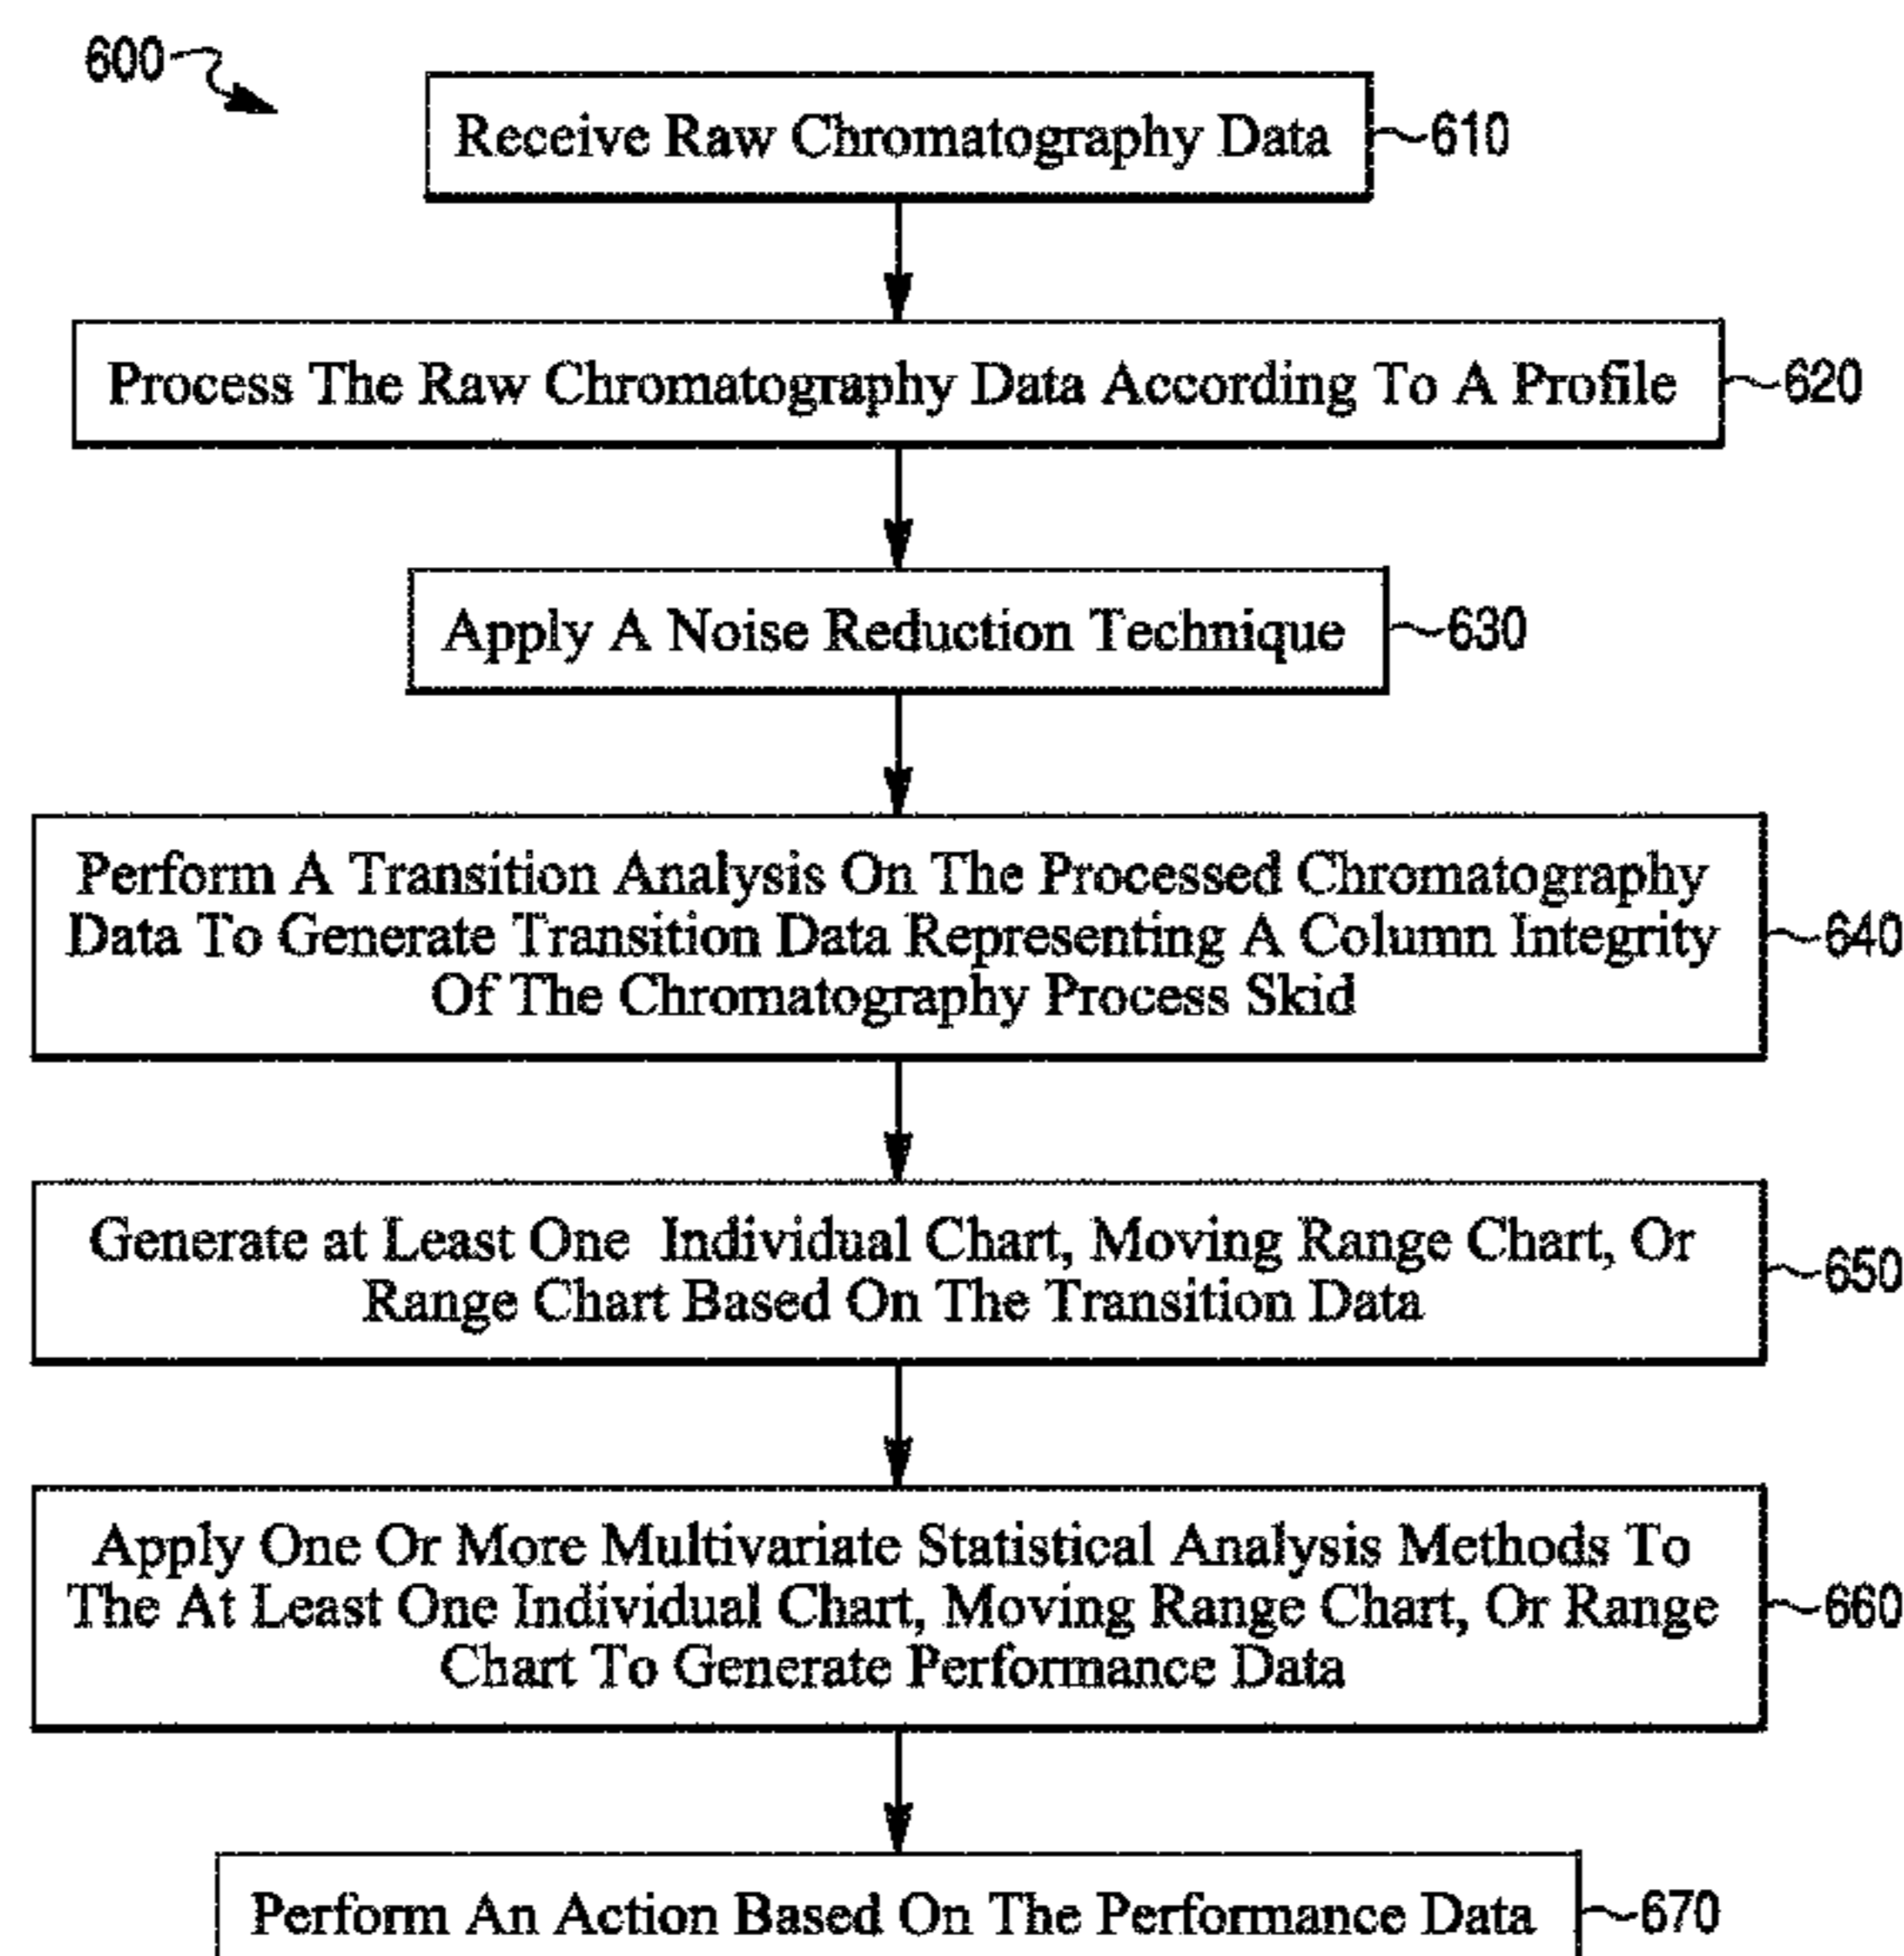 600
Receive Raw Chromatography Data
610
Process The Raw Chromatography Data According To A Profile
620
Apply A Noise Reduction Technique
630
Perform A Transition Analysis On The Processed Chromatography
Data To Generate Transition Data Representing A Column Integrity
Of The Chromatography Process Skid
640
Generate at Least One Individual Chart, Moving Range Chart, Or
Range Chart Based On The Transition Data
650
Apply One Or More Multivariate Statistical Analysis Methods To
The At Least One Individual Chart, Moving Range Chart, Or Range
Chart To Generate Performance Data
660
Perform An Action Based On The Performance Data
670